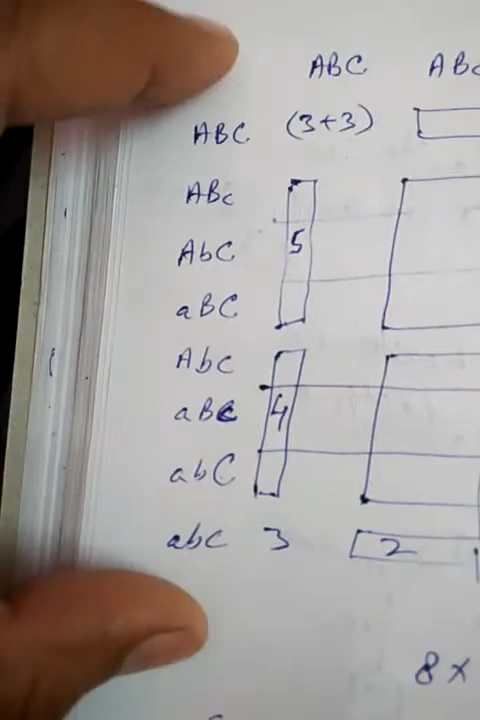 ABC ABc
ABC (3+3)
ABc
AbC 5
aBC
Abc
aBc 4
abC
abc 3 2
8 ×